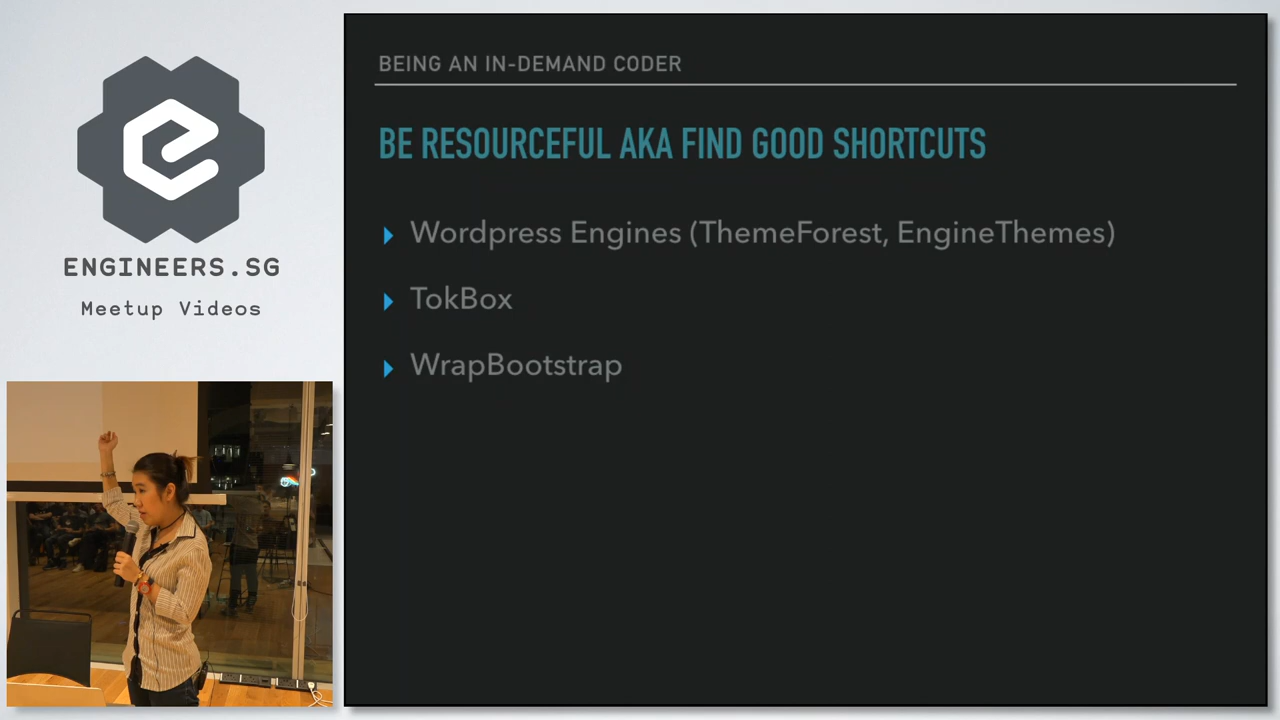 ENGINEERS.SG
Meetup Videos
BEING AN IN-DEMAND CODER
BE RESOURCEFUL AKA FIND GOOD SHORTCUTS
Wordpress Engines (ThemeForest, EngineThemes)
TokBox
WrapBootstrap